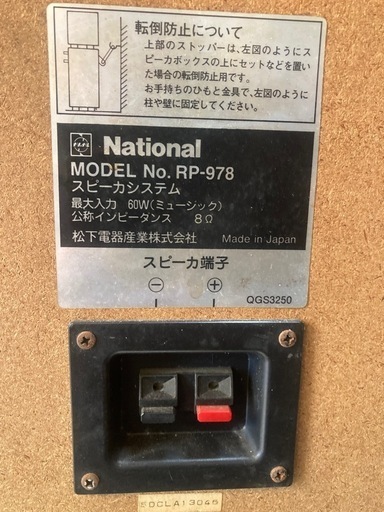 転倒防止について
上部のストッパーは、左図のようにス
ピーカボックスの上にセットなどを置い
た場合の転倒防止用です。
お手持ちのひもと金具で、左図のように
柱や壁に固定してください。
National
MODEL No. RP-978
スピーカシステム
最大入力 60W(ミュージック)
公称インピーダンス 8Ω
松下電器産業株式会社 Made in Japan
スピーカ端子
⊖ ⊕
QGS3250
DCLA13045